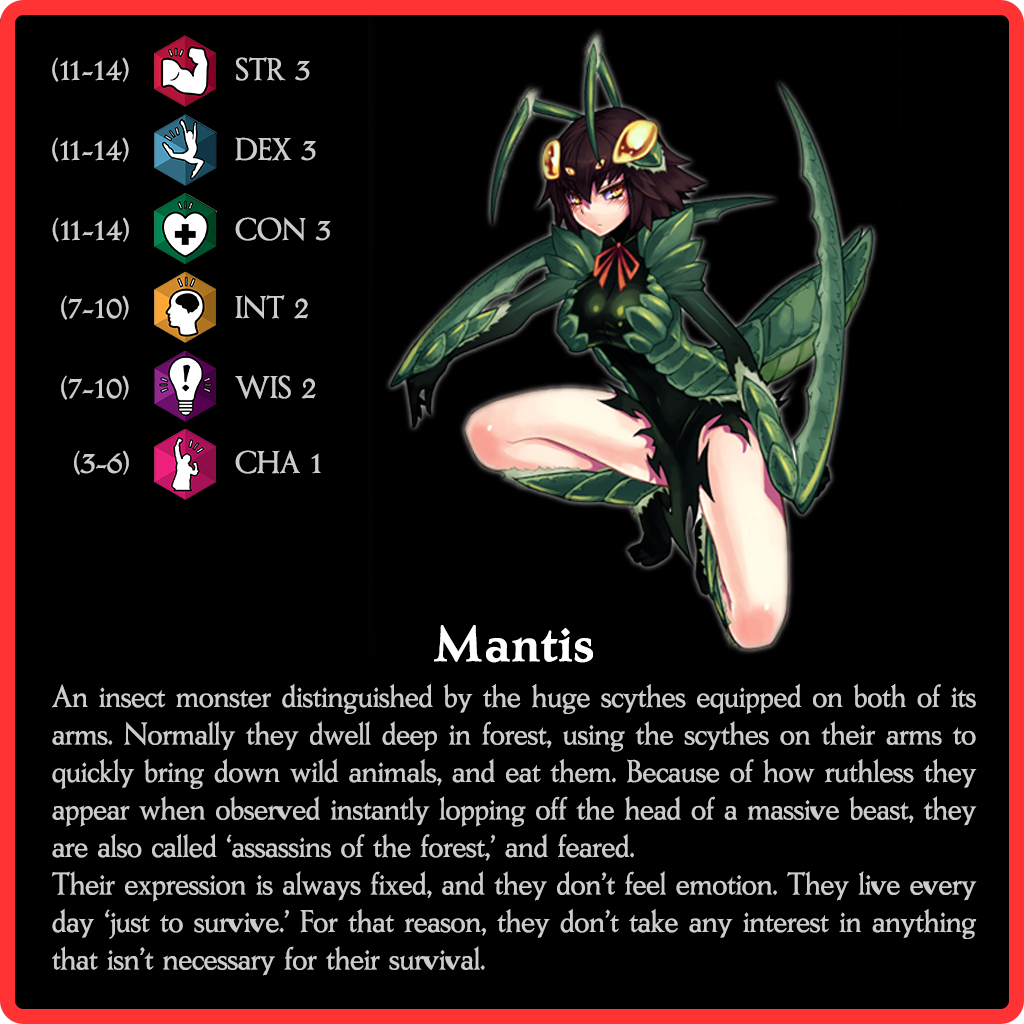 (11-14) STR 3
(11-14) DEX 3
(11-14) CON 3
(7-10) INT 2
(7-10) WIS 2
(3-6) CHA 1
Mantis
An insect monster distinguished by the huge scythes equipped on both of its
arms. Normally they dwell deep in forest, using the scythes on their arms to
quickly bring down wild animals, and eat them. Because of how ruthless they
appear when observed instantly lopping off the head of a massive beast, they
are also called ‘assassins of the forest,’ and feared.
Their expression is always fixed, and they don’t feel emotion. They live every
day ‘just to survive.’ For that reason, they don’t take any interest in anything
that isn’t necessary for their survival.